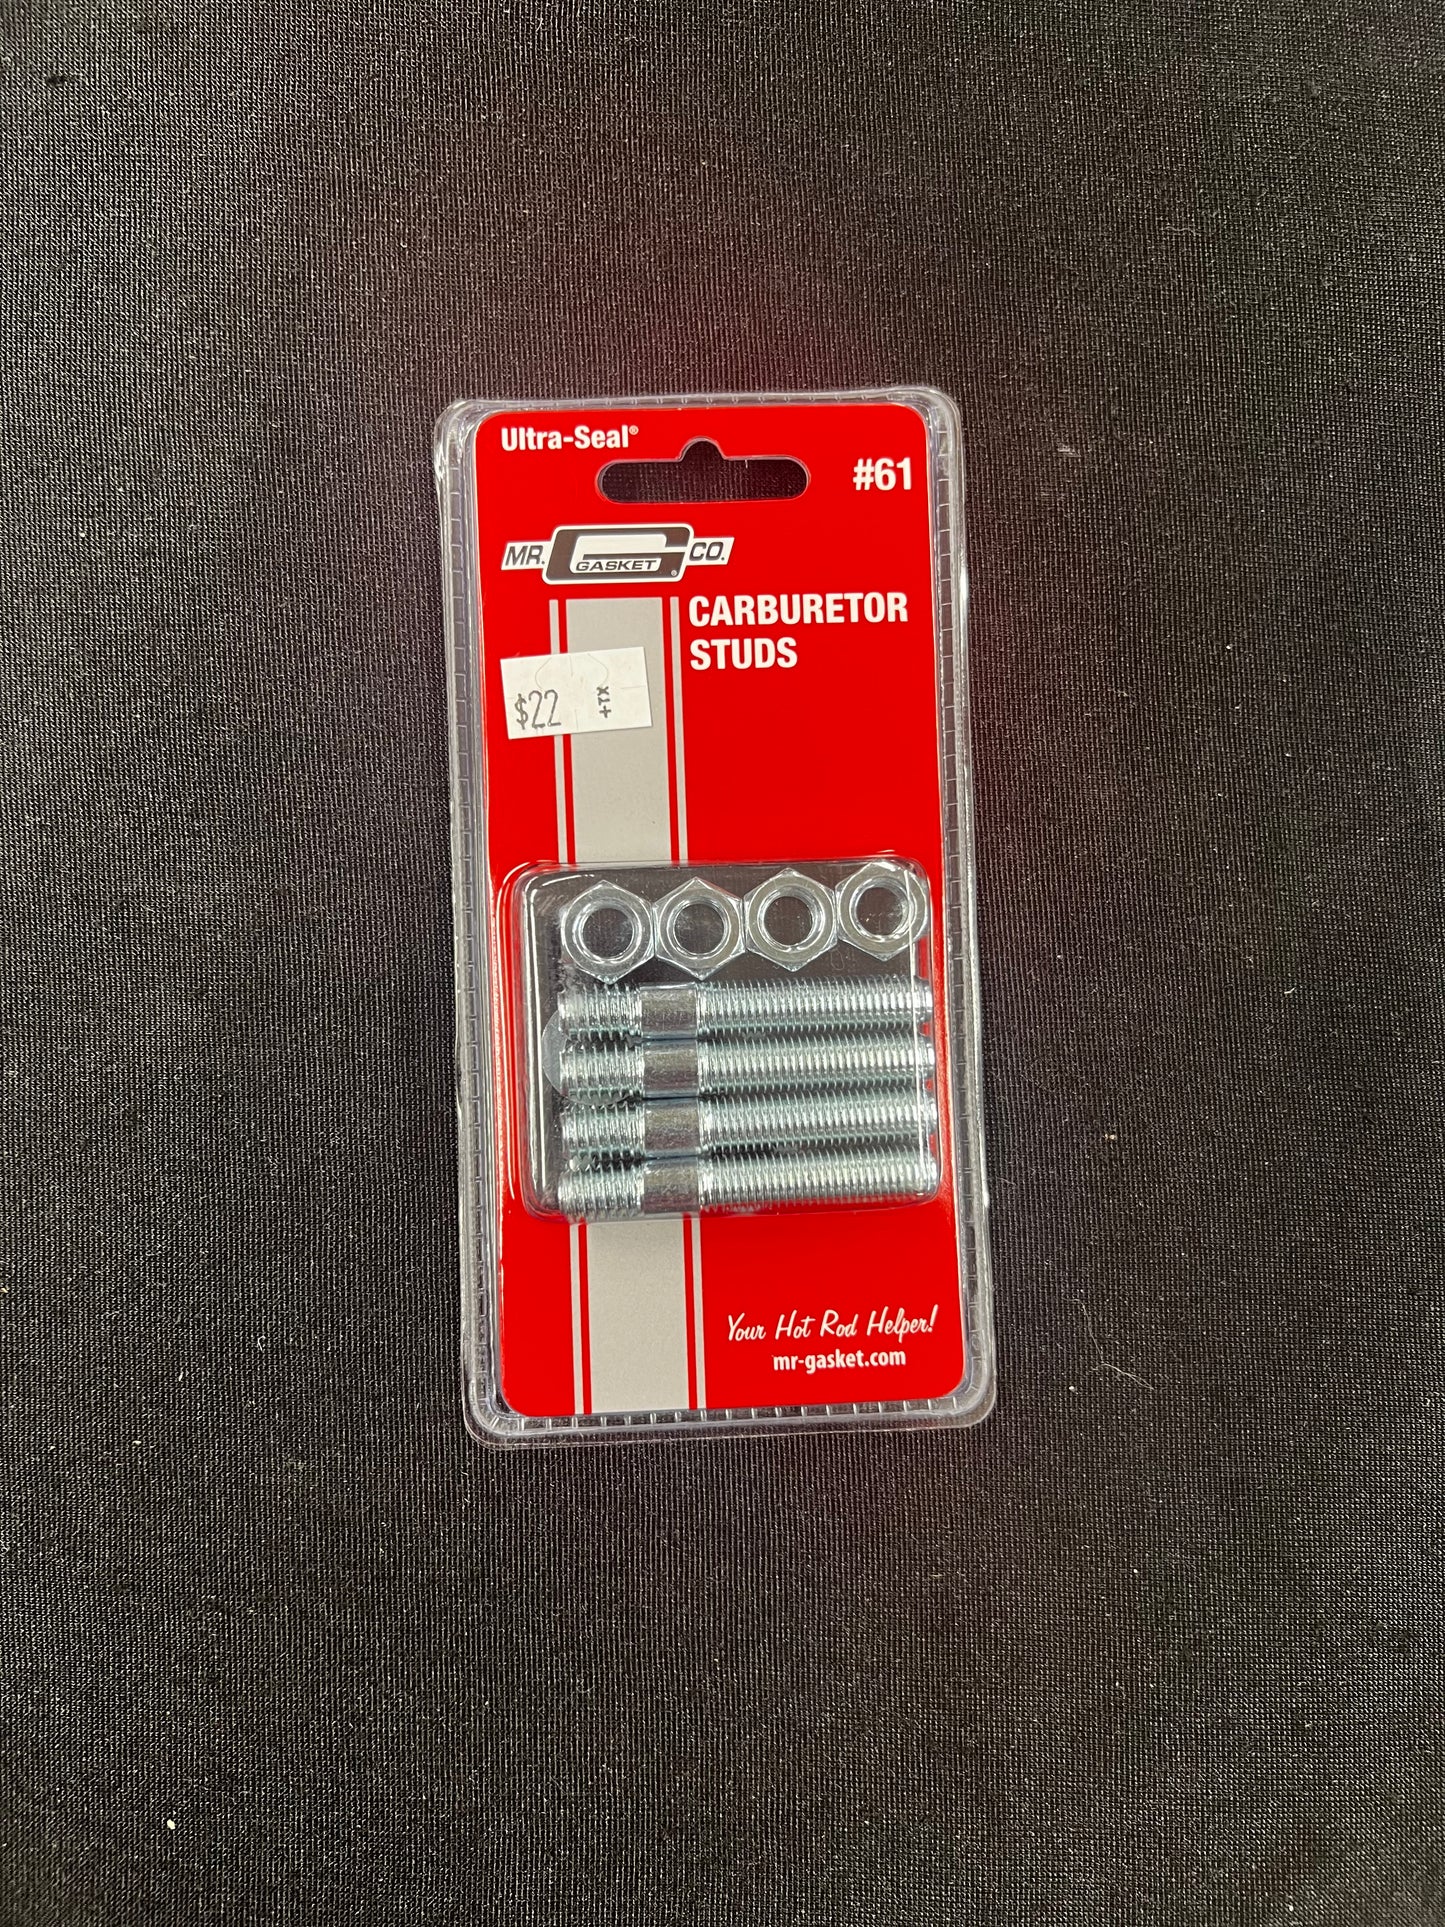 Ultra-Seal®
#61
MR. GASKET CO.
CARBURETOR
STUDS
$22 +TX
Your Hot Rod Helper!
mr-gasket.com